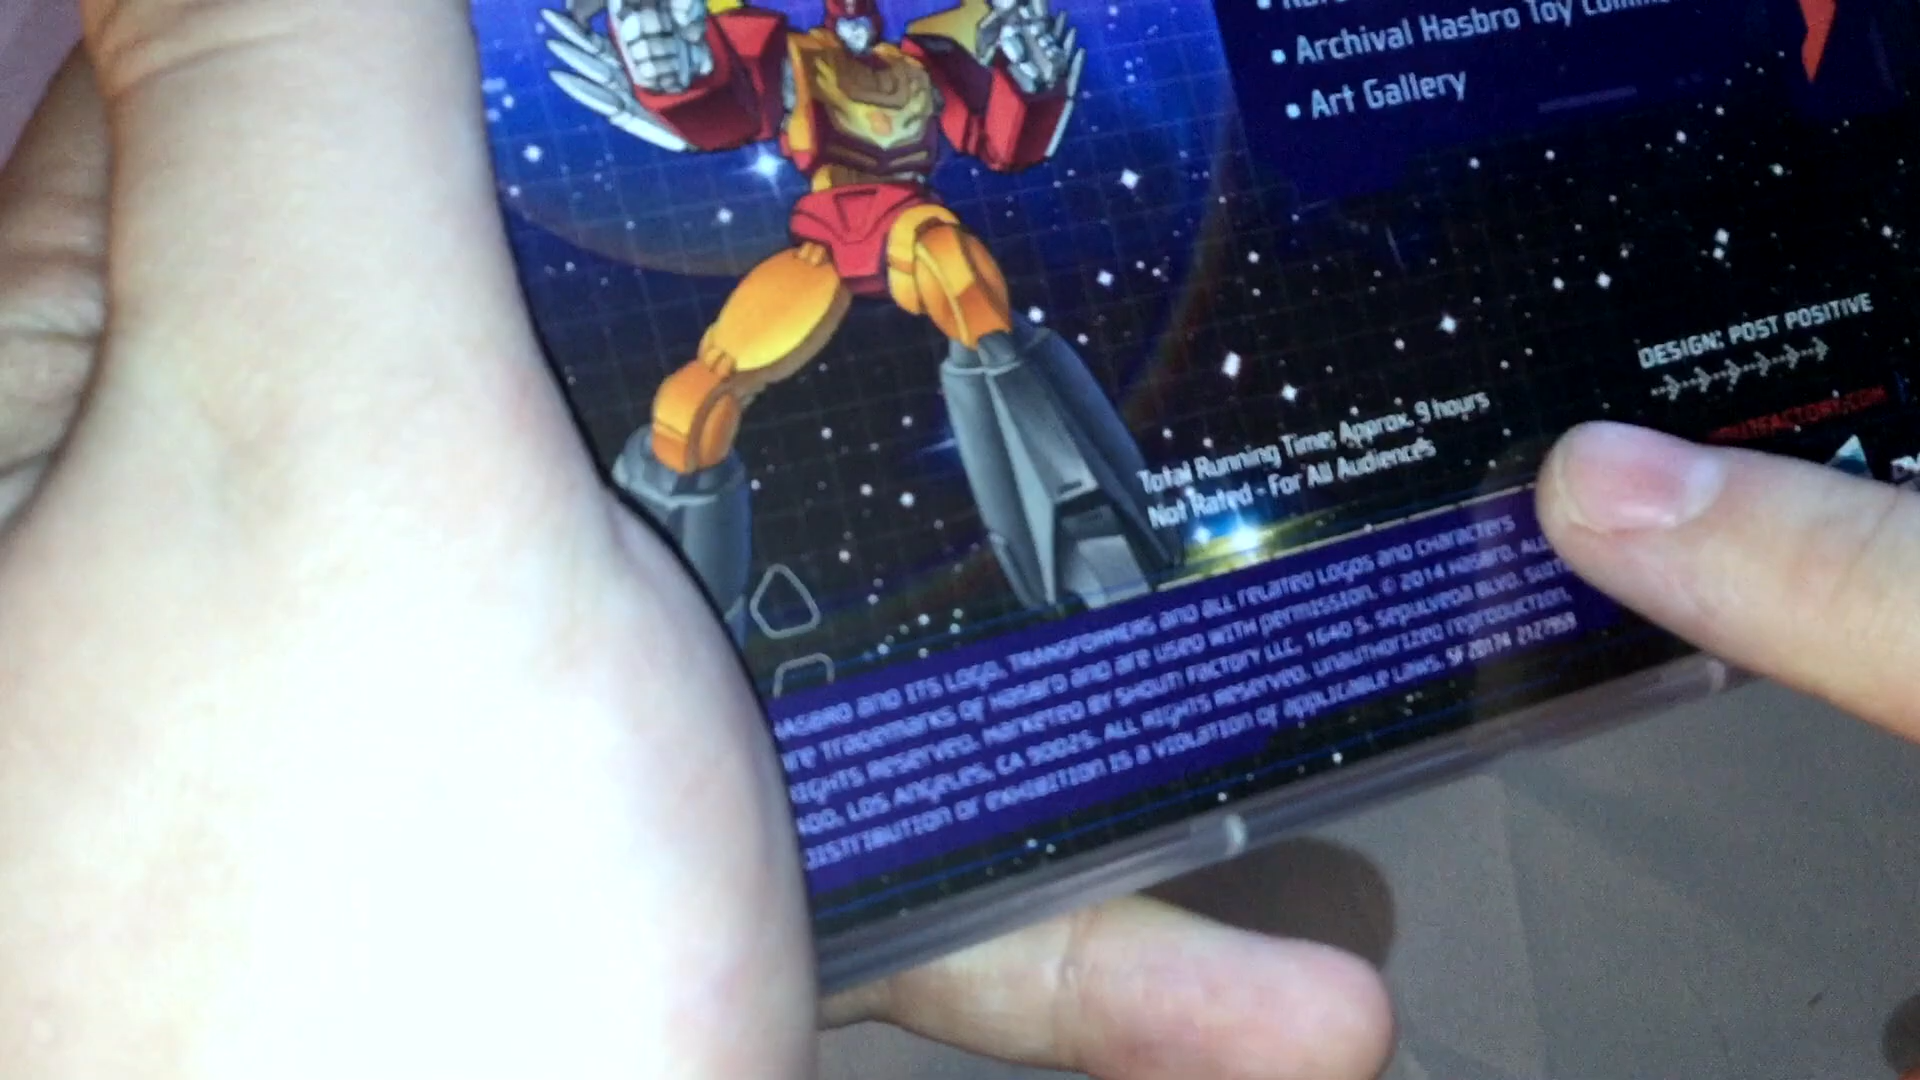 • Archival Hasbro Toy
• Art Gallery
DESIGN: POST POSITIVE
Total Running Time: Approx. 9 hours
Not Rated - For All Audiences
HASBRO and ITS LOGO, TRANSFORMERS and all related Logos and characters
are trademarks of Hasbro and are used with permission. © 2014 Hasbro. ALL
RIGHTS RESERVED. MARKETED BY SHOUT! FACTORY LLC, 1640 S. SEPULVEDA BLVD. SUITE
400, LOS ANGELES, CA 90025. ALL RIGHTS RESERVED. Unauthorized reproduction,
DISTRIBUTION OR EXHIBITION IS a VIOLATION OF applicable Laws. SF 20174 2127959